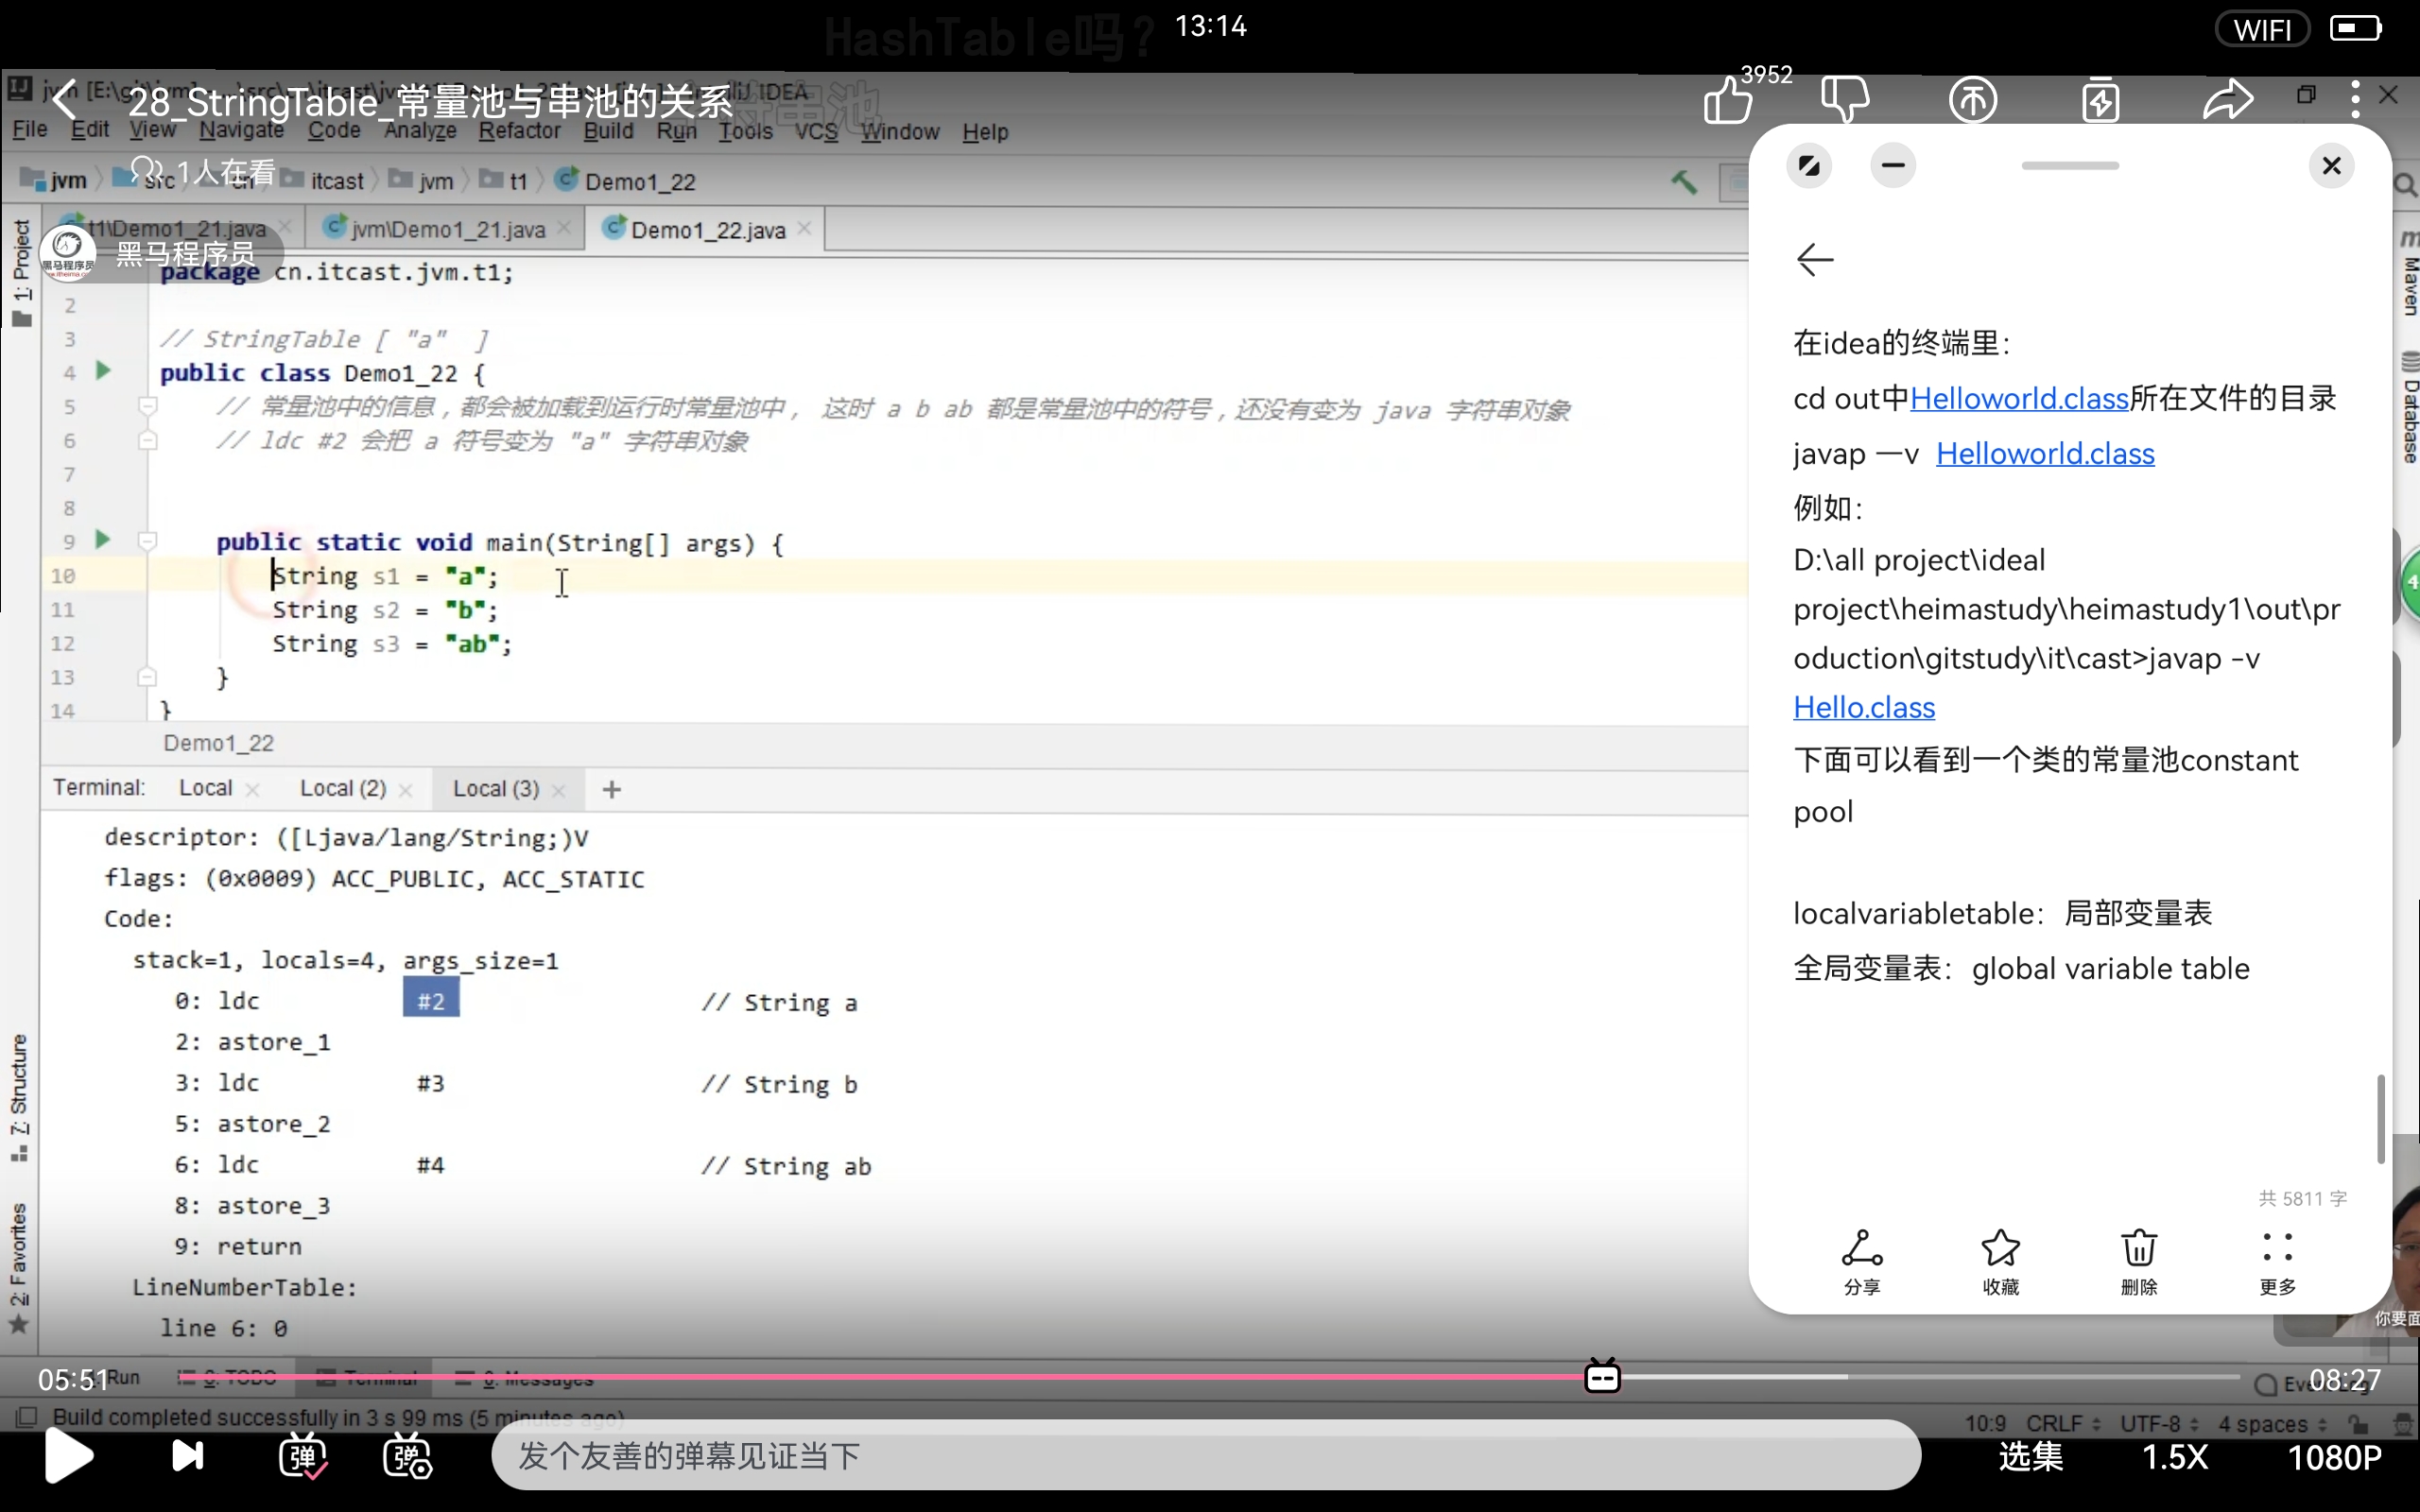 HashTable吗？
13:14
WIFI
28_StringTable_常量池与串池的关系
3952
File Edit View Navigate Code Analyze Refactor Build Run Tools VCS Window Help
1人在看
jvm src cn itcast jvm t1 Demo1_22
t1\Demo1_21.java jvm\Demo1_21.java Demo1_22.java
黑马程序员
1: Project
package cn.itcast.jvm.t1;
2
3 // StringTable [ "a" ]
4 public class Demo1_22 {
5 // 常量池中的信息，都会被加载到运行时常量池中， 这时 a b ab 都是常量池中的符号，还没有变为 java 字符串对象
6 // ldc #2 会把 a 符号变为 "a" 字符串对象
7
8
9 public static void main(String[] args) {
10 String s1 = "a";
11 String s2 = "b";
12 String s3 = "ab";
13 }
14 }
Demo1_22
Terminal: Local Local (2) Local (3) +
descriptor: ([Ljava/lang/String;)V
flags: (0x0009) ACC_PUBLIC, ACC_STATIC
Code:
stack=1, locals=4, args_size=1
0: ldc #2 // String a
2: astore_1
3: ldc #3 // String b
5: astore_2
6: ldc #4 // String ab
8: astore_3
9: return
LineNumberTable:
line 6: 0
7: Structure
2: Favorites
Maven
Database
在idea的终端里：
cd out中Helloworld.class所在文件的目录
javap 一v Helloworld.class
例如：
D:\all project\ideal
project\heimastudy\heimastudy1\out\pr
oduction\gitstudy\it\cast>javap -v
Hello.class
下面可以看到一个类的常量池constant
pool
localvariabletable：局部变量表
全局变量表：global variable table
共 5811 字
分享 收藏 删除 更多
你要面
05:51 Run TODO Terminal Messages 08:27
Build completed successfully in 3 s 99 ms (5 minutes ago) 10:9 CRLF UTF-8 4 spaces
弹 弹 发个友善的弹幕见证当下 选集 1.5X 1080P